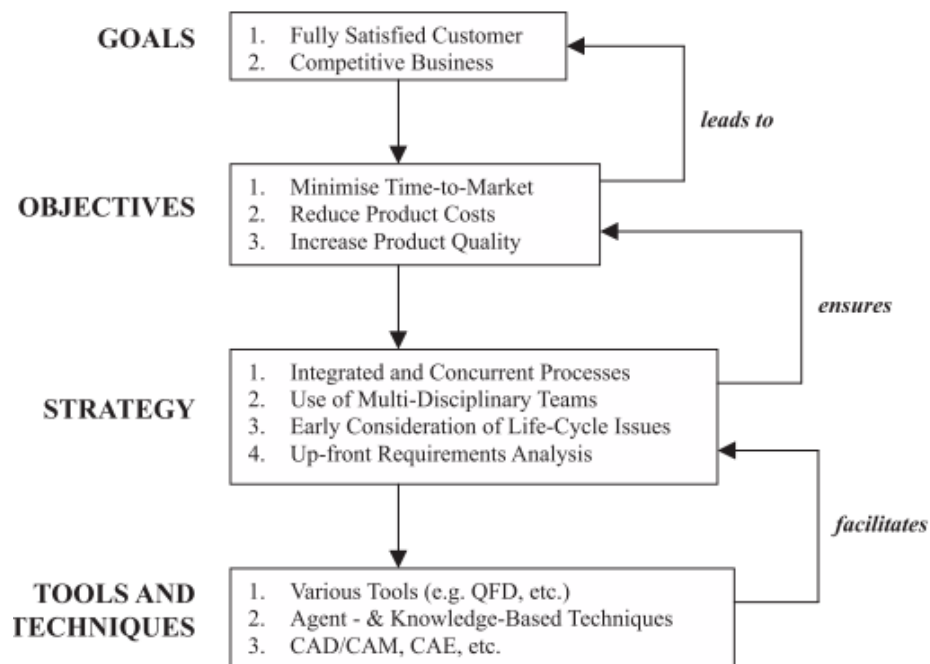 GOALS
1. Fully Satisfied Customer
2. Competitive Business
leads to
OBJECTIVES
1. Minimise Time-to-Market
2. Reduce Product Costs
3. Increase Product Quality
ensures
STRATEGY
1. Integrated and Concurrent Processes
2. Use of Multi-Disciplinary Teams
3. Early Consideration of Life-Cycle Issues
4. Up-front Requirements Analysis
facilitates
TOOLS AND
TECHNIQUES
1. Various Tools (e.g. QFD, etc.)
2. Agent - & Knowledge-Based Techniques
3. CAD/CAM, CAE, etc.